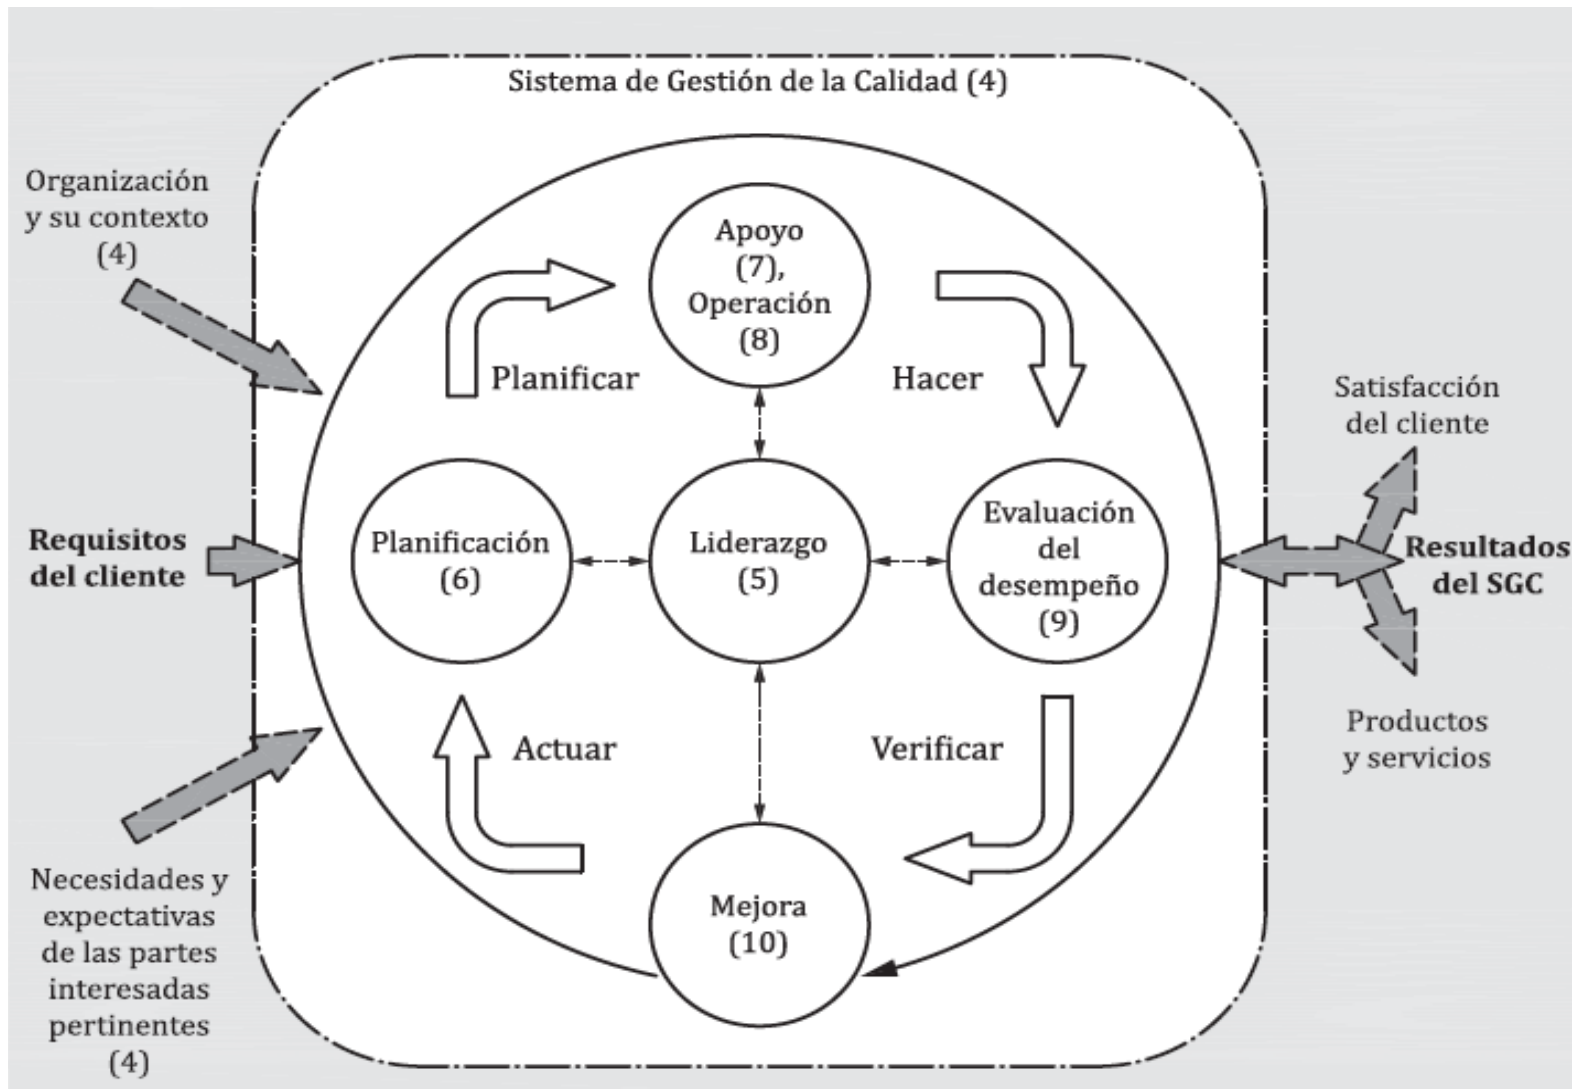 Sistema de Gestión de la Calidad (4)
Organización
y su contexto
(4)
Requisitos
del cliente
Necesidades y
expectativas
de las partes
interesadas
pertinentes
(4)
Apoyo
(7),
Operación
(8)
Planificar
Hacer
Planificación
(6)
Liderazgo
(5)
Evaluación
del
desempeño
(9)
Actuar
Verificar
Mejora
(10)
Satisfacción
del cliente
Resultados
del SGC
Productos
y servicios